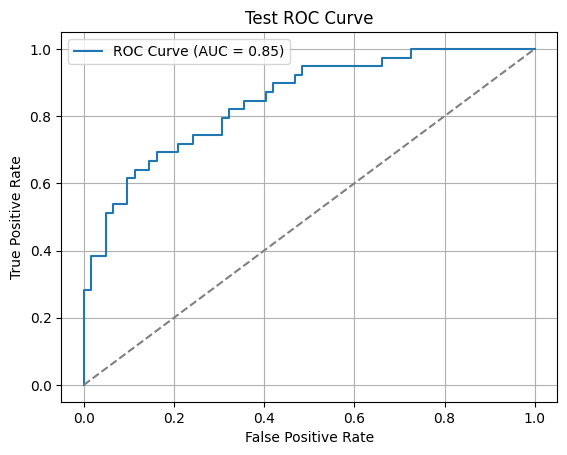 Test ROC Curve
ROC Curve (AUC = 0.85)
True Positive Rate
1.0
0.8
0.6
0.4
0.2
0.0
0.0 0.2 0.4 0.6 0.8 1.0
False Positive Rate